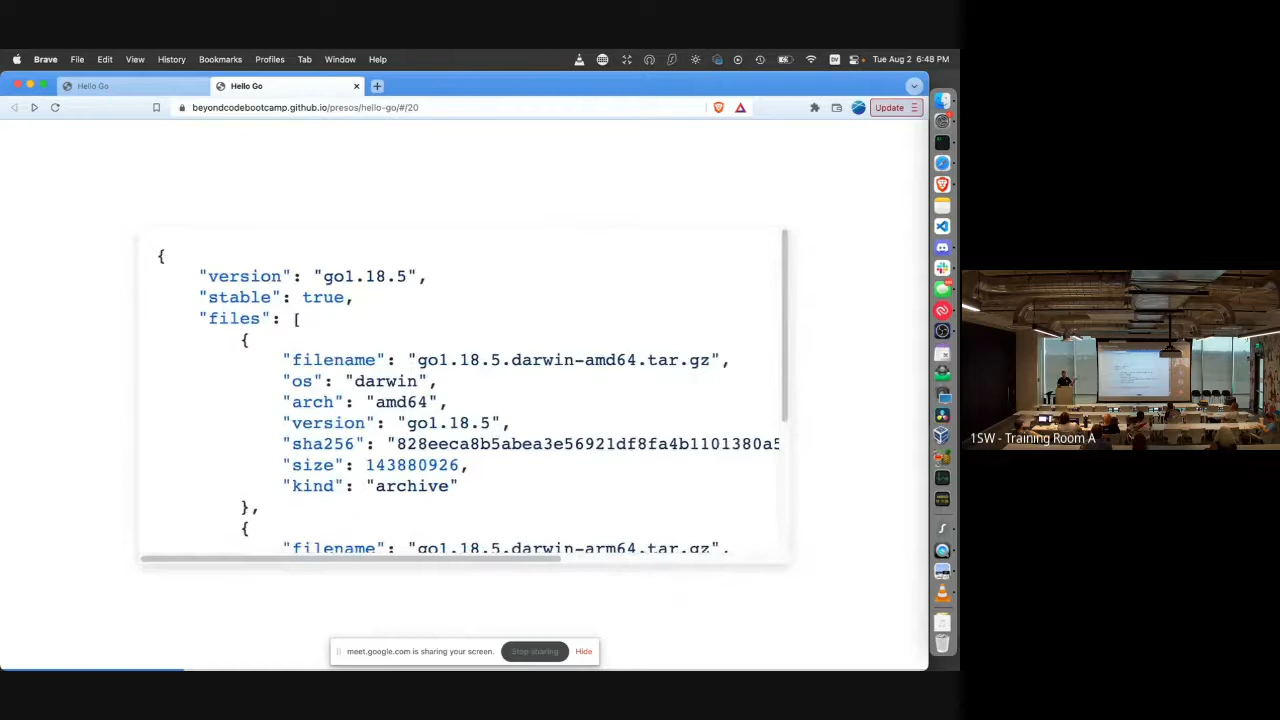 Brave File Edit View History Bookmarks Profiles Tab Window Help
Tue Aug 2 6:48 PM
Hello Go
Hello Go
beyondcodebootcamp.github.io/presos/hello-go/#/20
Update
{
"version": "go1.18.5",
"stable": true,
"files": [
{
"filename": "go1.18.5.darwin-amd64.tar.gz",
"os": "darwin",
"arch": "amd64",
"version": "go1.18.5",
"sha256": "828eeca8b5abea3e56921df8fa4b1101380a5
"size": 143880926,
"kind": "archive"
},
{
"filename": "go1.18.5.darwin-arm64.tar.gz",
meet.google.com is sharing your screen. Stop sharing Hide
1SW - Training Room A